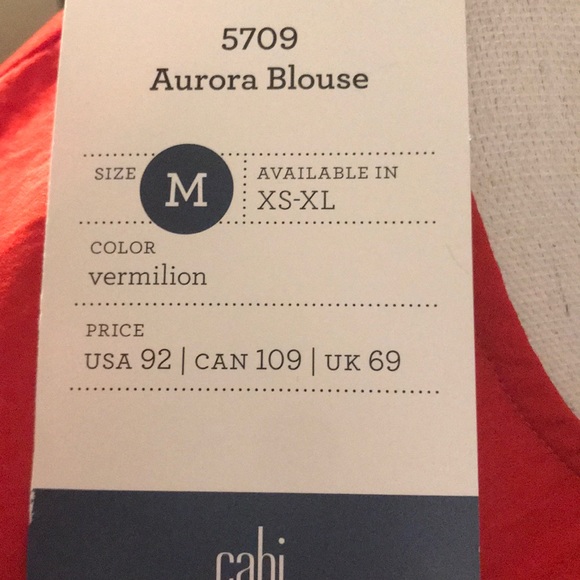 5709
Aurora Blouse
SIZE M
AVAILABLE IN
XS-XL
COLOR
vermilion
PRICE
USA 92 | CAN 109 | UK 69
cabi